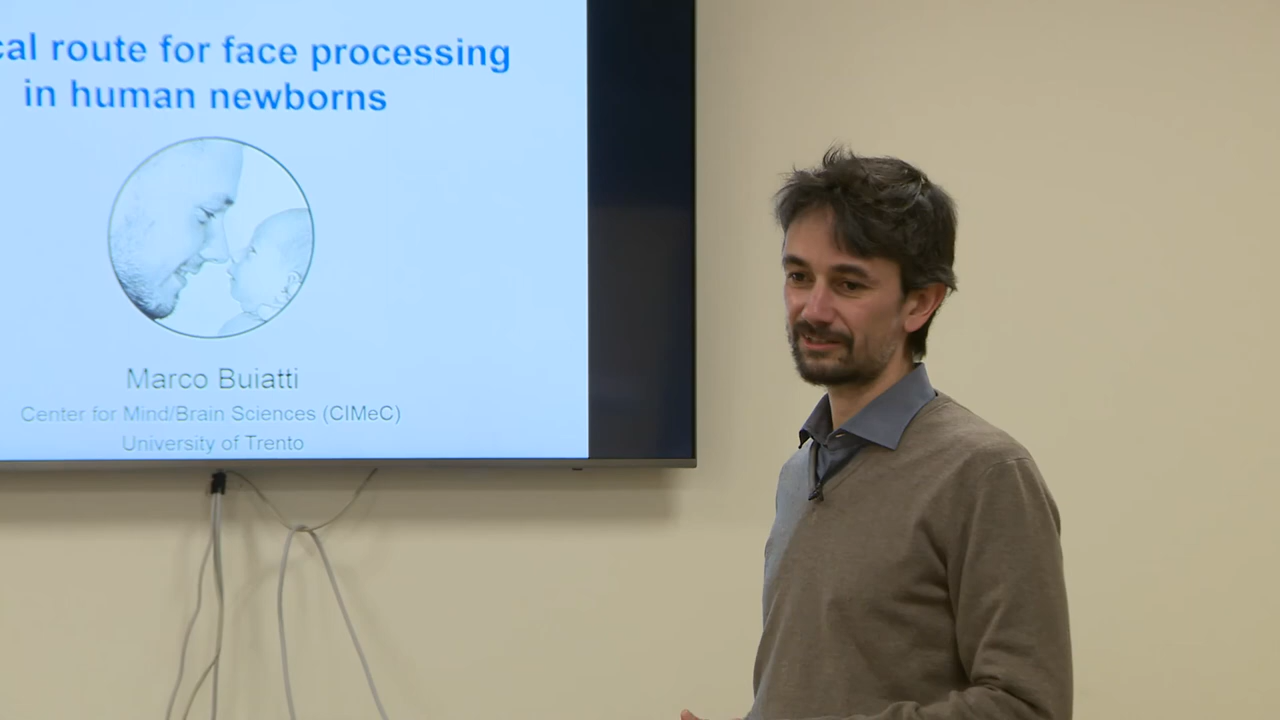 cal route for face processing
in human newborns
Marco Buiatti
Center for Mind/Brain Sciences (CIMeC)
University of Trento